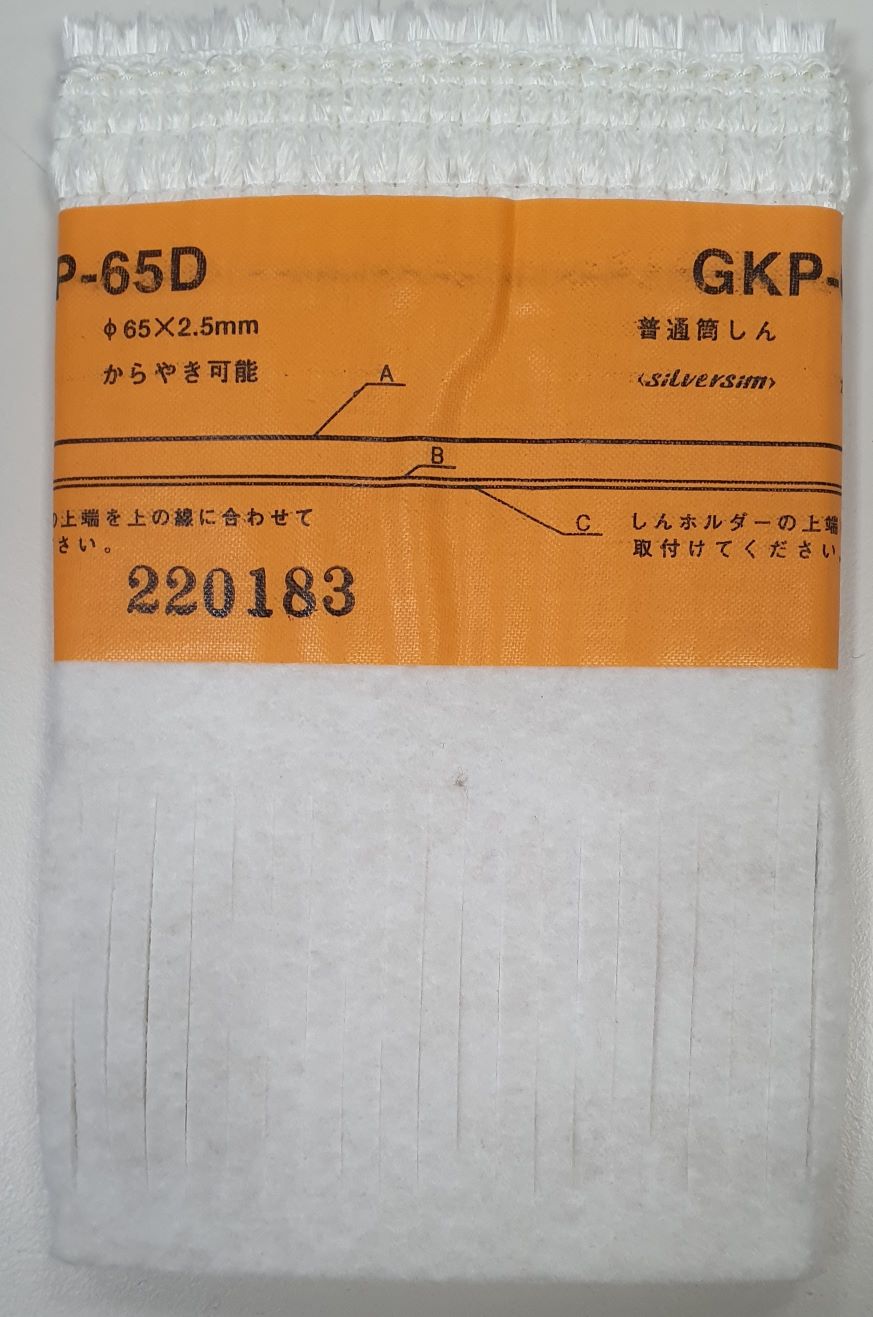 P-65D
φ65×2.5mm
からやき可能
GKP-
普通筒しん
‹silversim›
A
B
C
上端を上の線に合わせて
さい。
220183
しんホルダーの上端
取付けてください